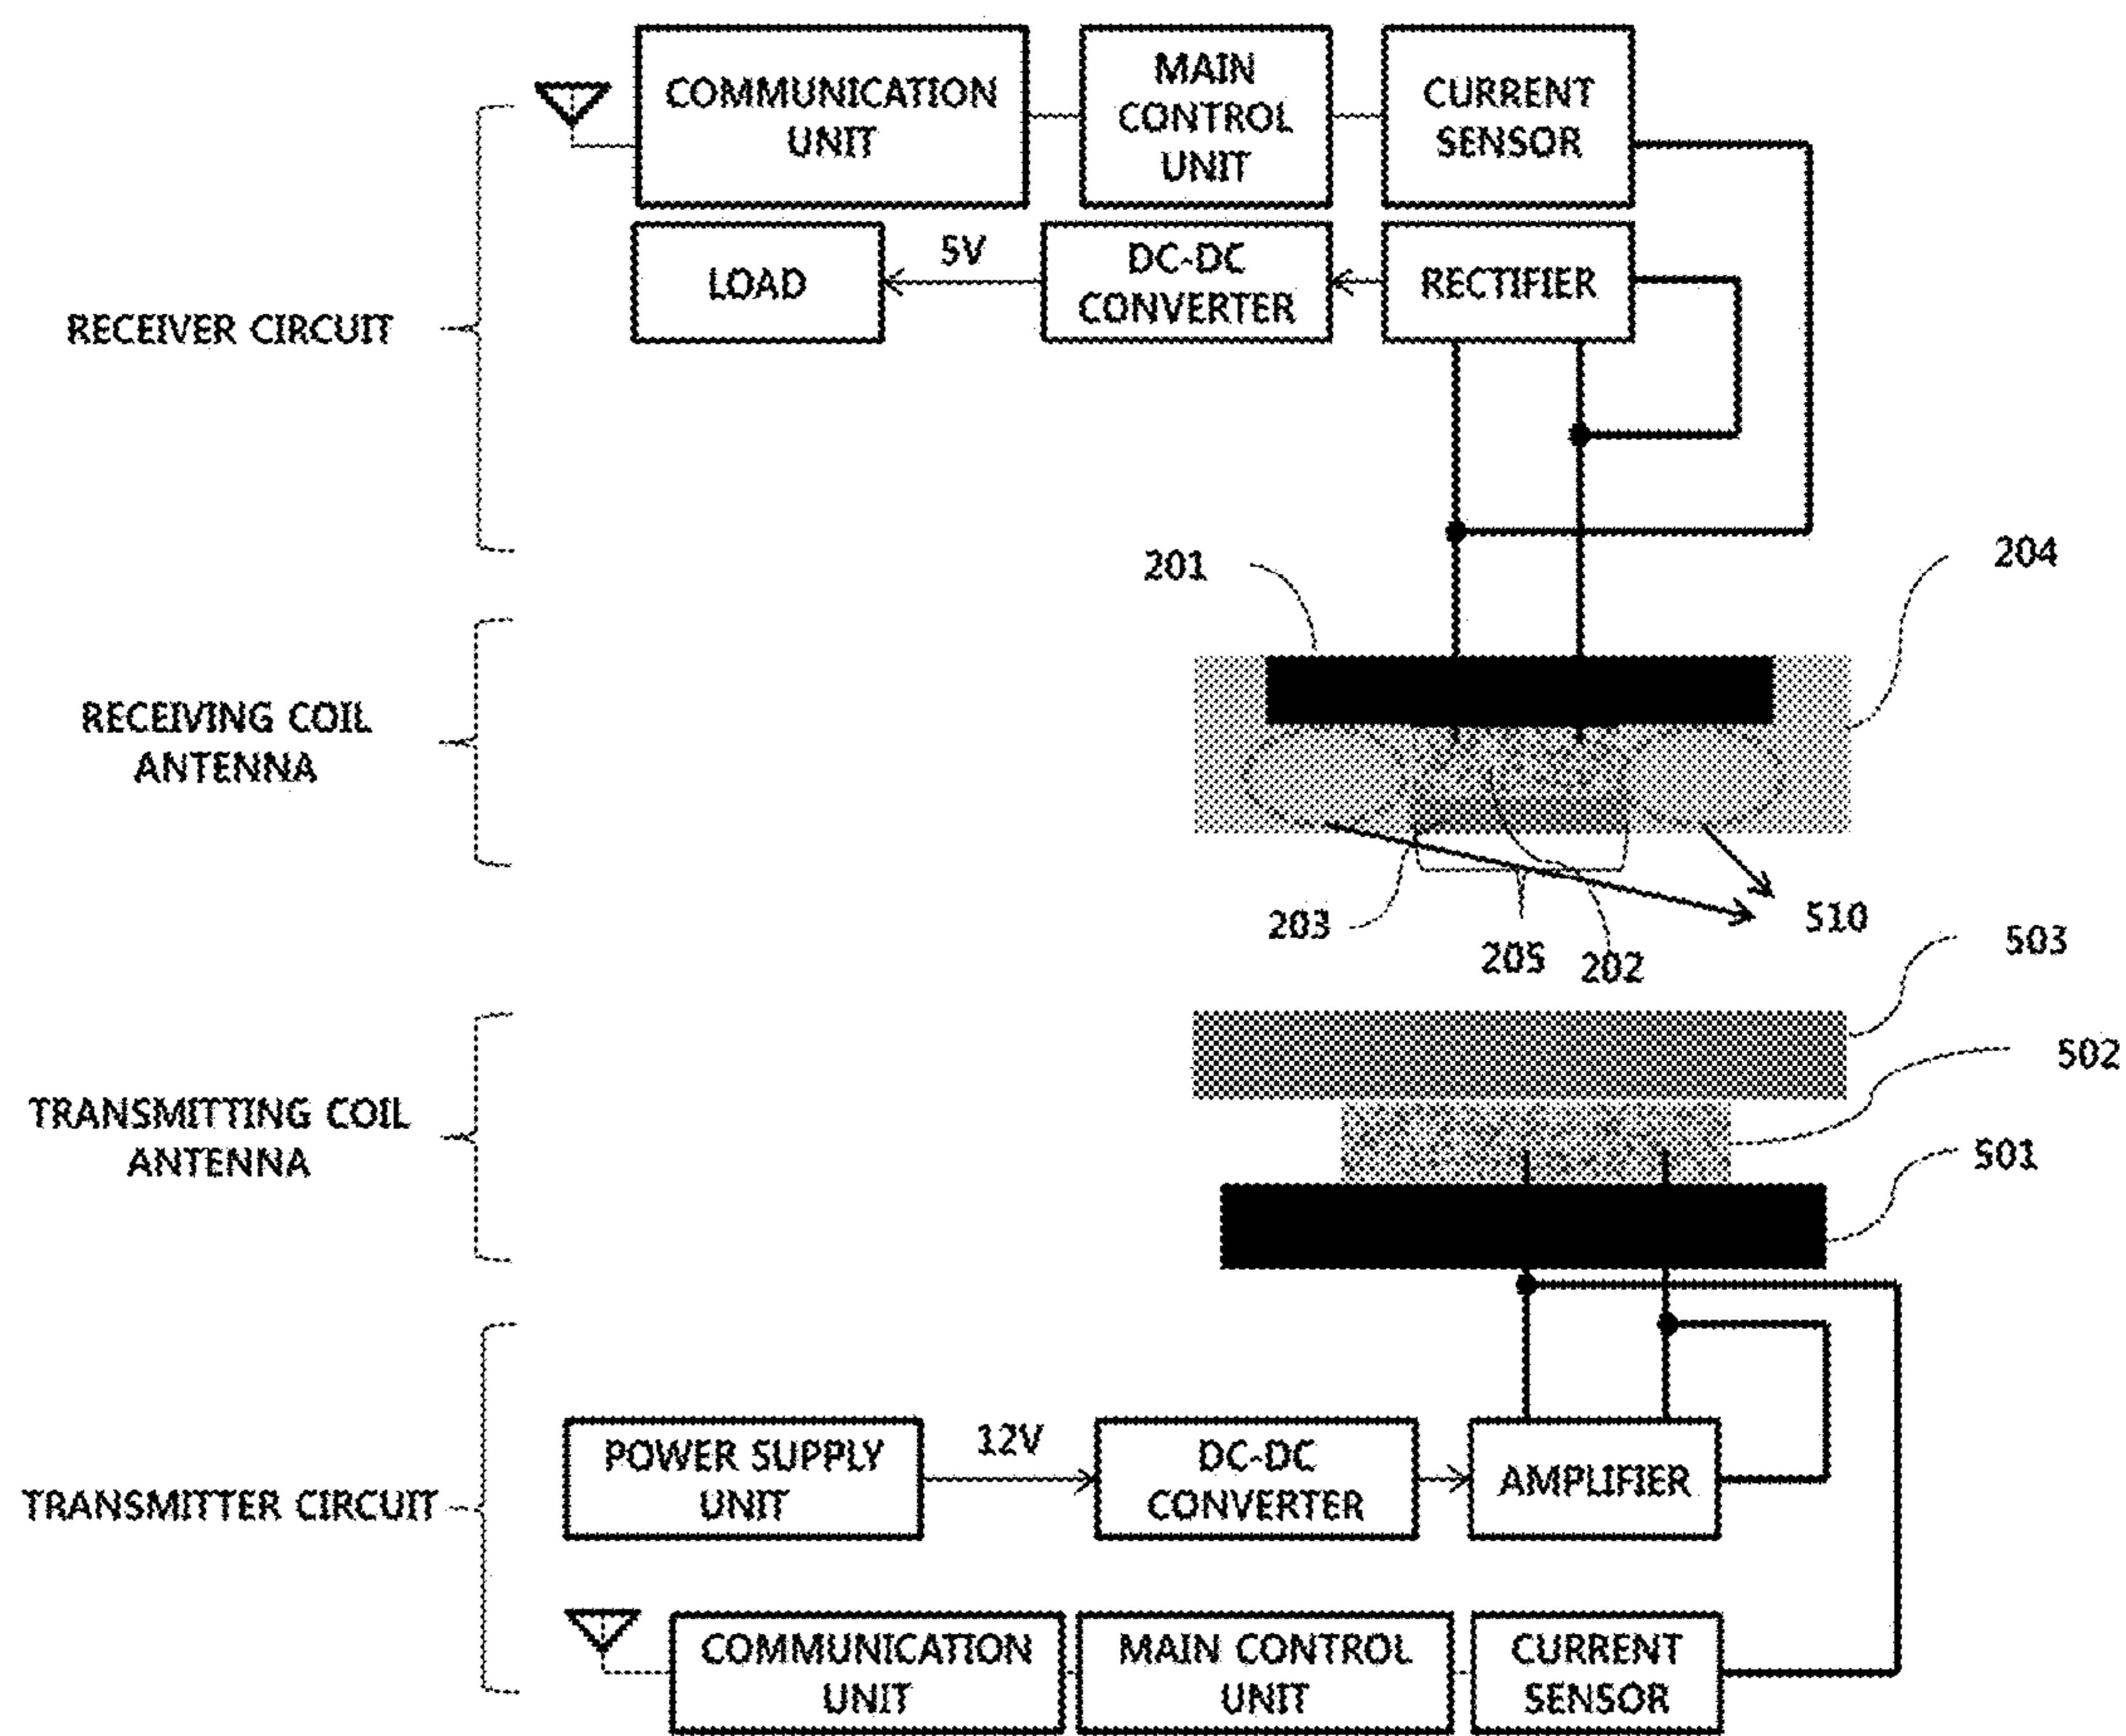 COMMUNICATION
UNIT
MAIN
CONTROL
UNIT
CURRENT
SENSOR
LOAD
5V
DC-DC
CONVERTER
RECTIFIER
RECEIVER CIRCUIT
201
204
RECEIVING COIL
ANTENNA
203
205
202
510
503
502
501
TRANSMITTING COIL
ANTENNA
TRANSMITTER CIRCUIT
POWER SUPPLY
UNIT
12V
DC-DC
CONVERTER
AMPLIFIER
COMMUNICATION
UNIT
MAIN CONTROL
UNIT
CURRENT
SENSOR